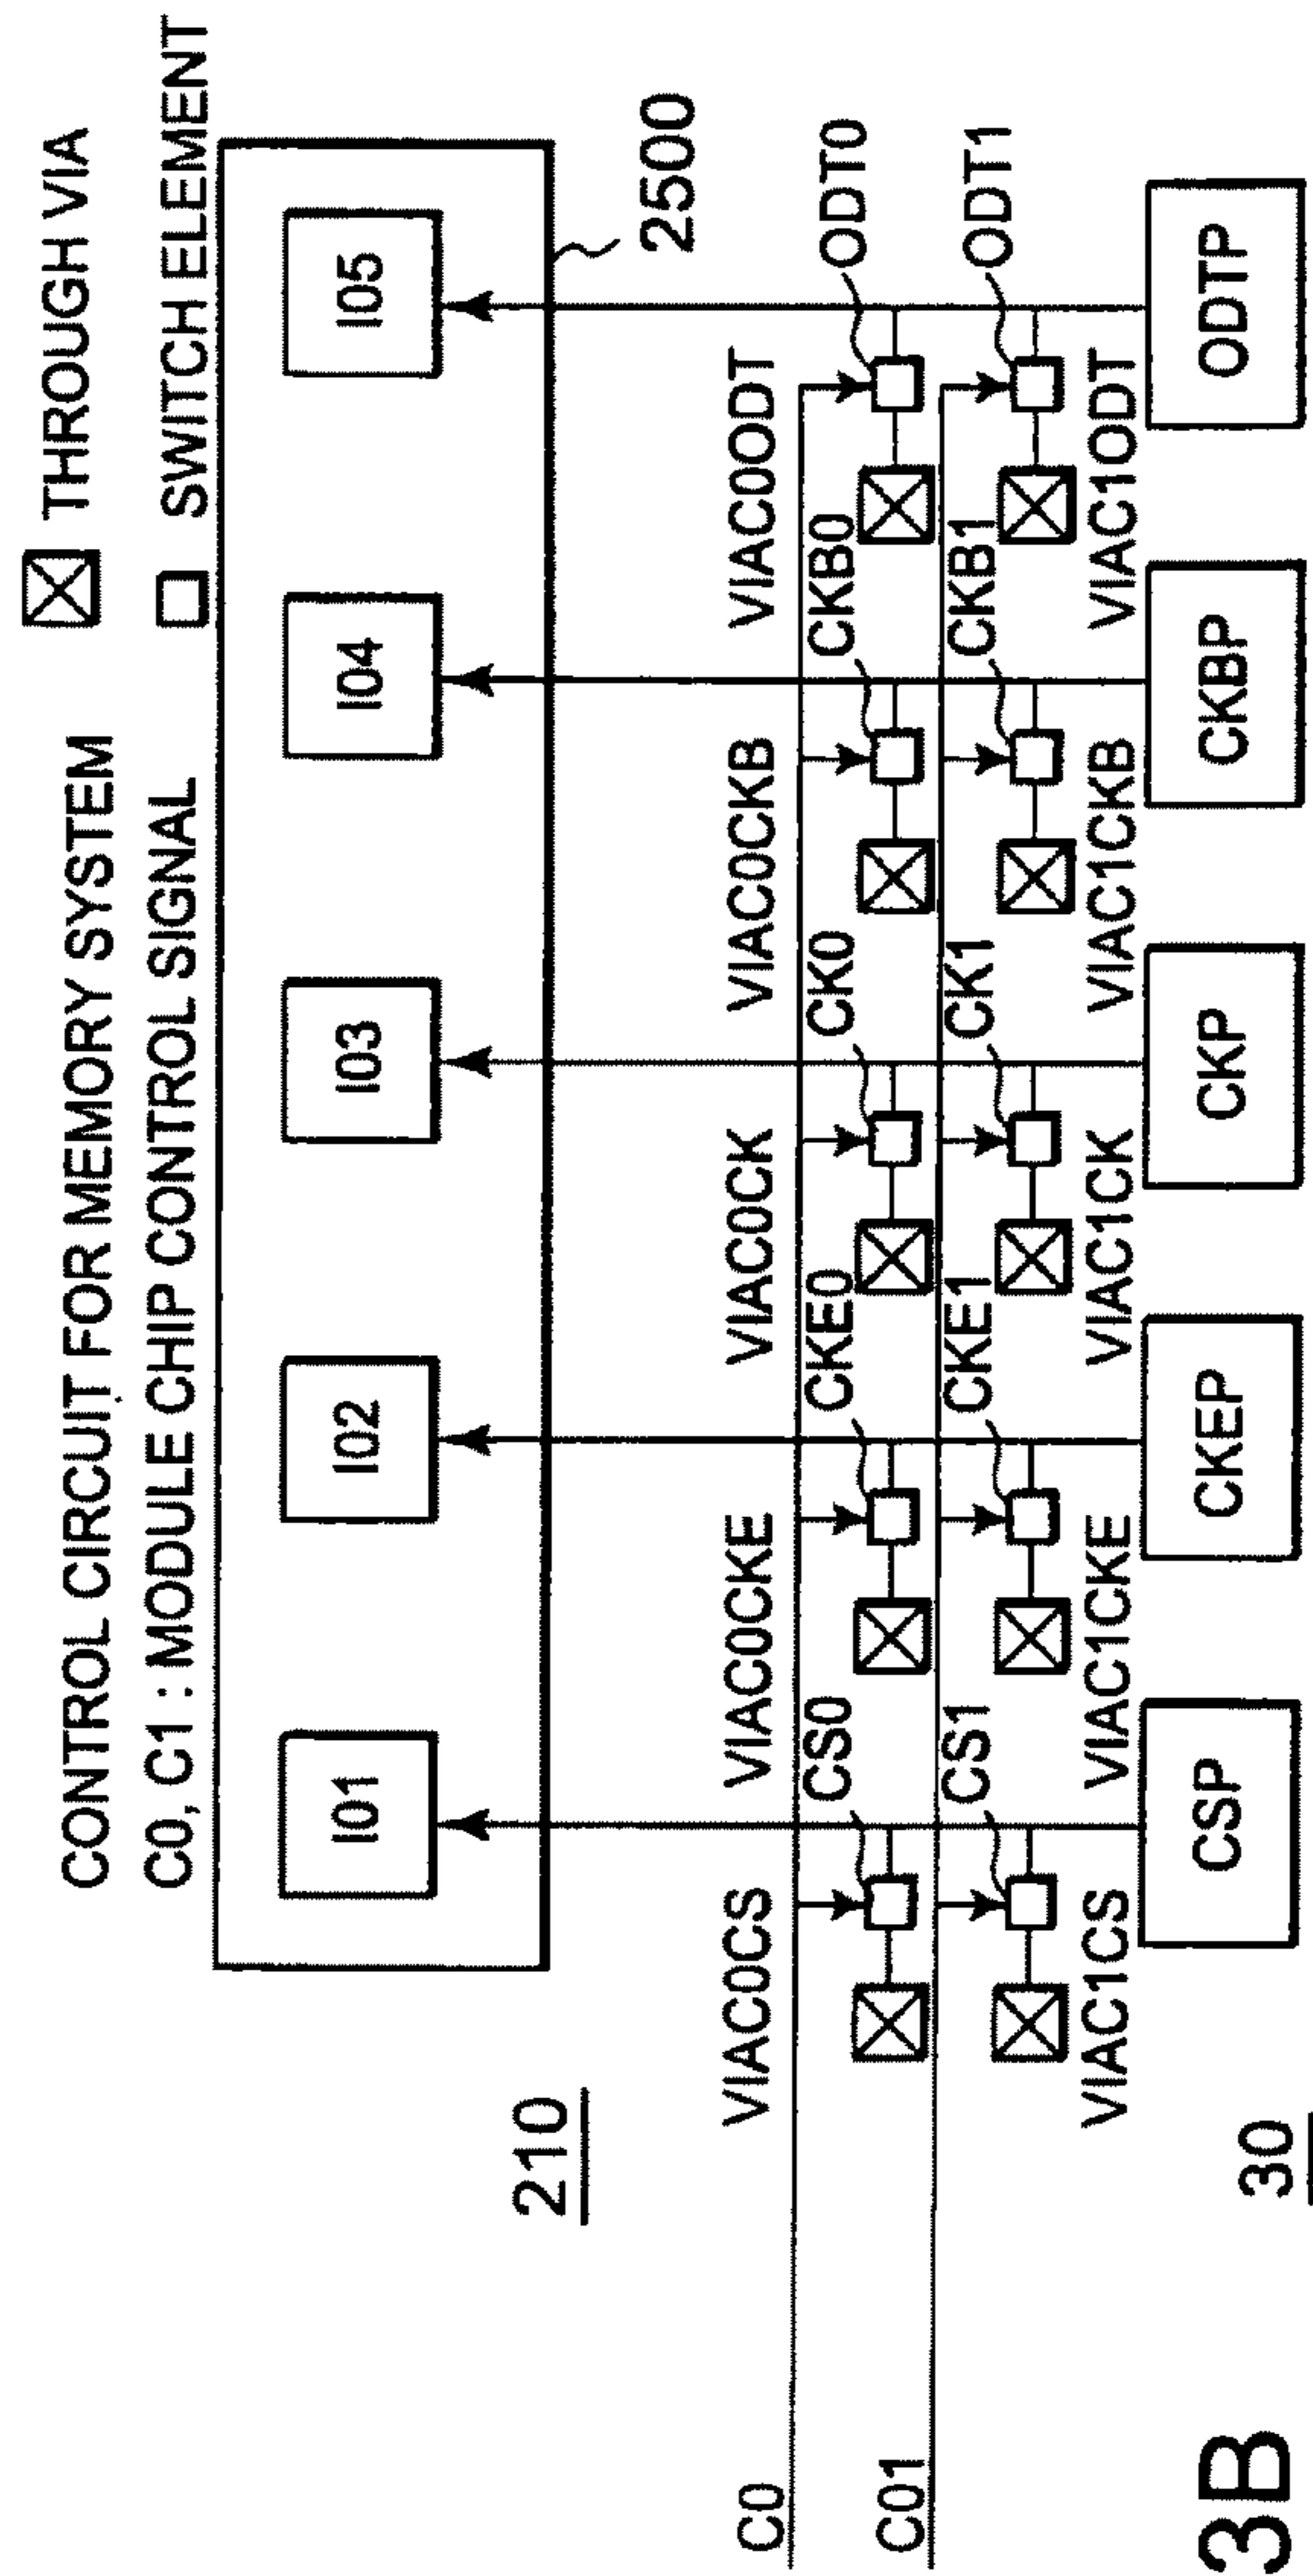 CONTROL CIRCUIT FOR MEMORY SYSTEM
THROUGH VIA
C0, C1 : MODULE CHIP CONTROL SIGNAL
SWITCH ELEMENT
I01
I02
I03
I04
I05
210
2500
VIAC0CS
VIAC0CKE
VIAC0CK
VIAC0CKB
VIAC0ODT
C0
CS0
CKE0
CK0
CKB0
ODT0
C01
CS1
CKE1
CK1
CKB1
ODT1
VIAC1CS
VIAC1CKE
VIAC1CK
VIAC1CKB
VIAC1ODT
CSP
CKEP
CKP
CKBP
ODTP
30
3B